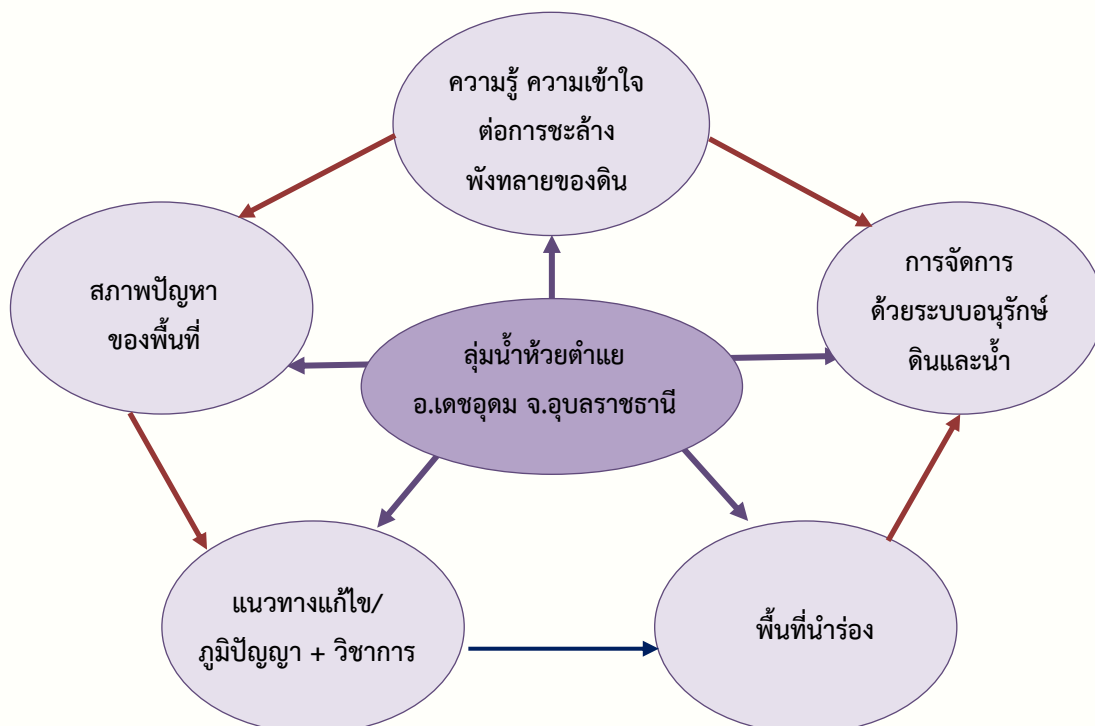 ความรู้ ความเข้าใจ
ต่อการชะล้าง
พังทลายของดิน
สภาพปัญหา
ของพื้นที่
การจัดการ
ด้วยระบบอนุรักษ์
ดินและน้ำ
ลุ่มน้ำห้วยตำแย
อ.เดชอุดม จ.อุบลราชธานี
แนวทางแก้ไข/
ภูมิปัญญา + วิชาการ
พื้นที่นำร่อง